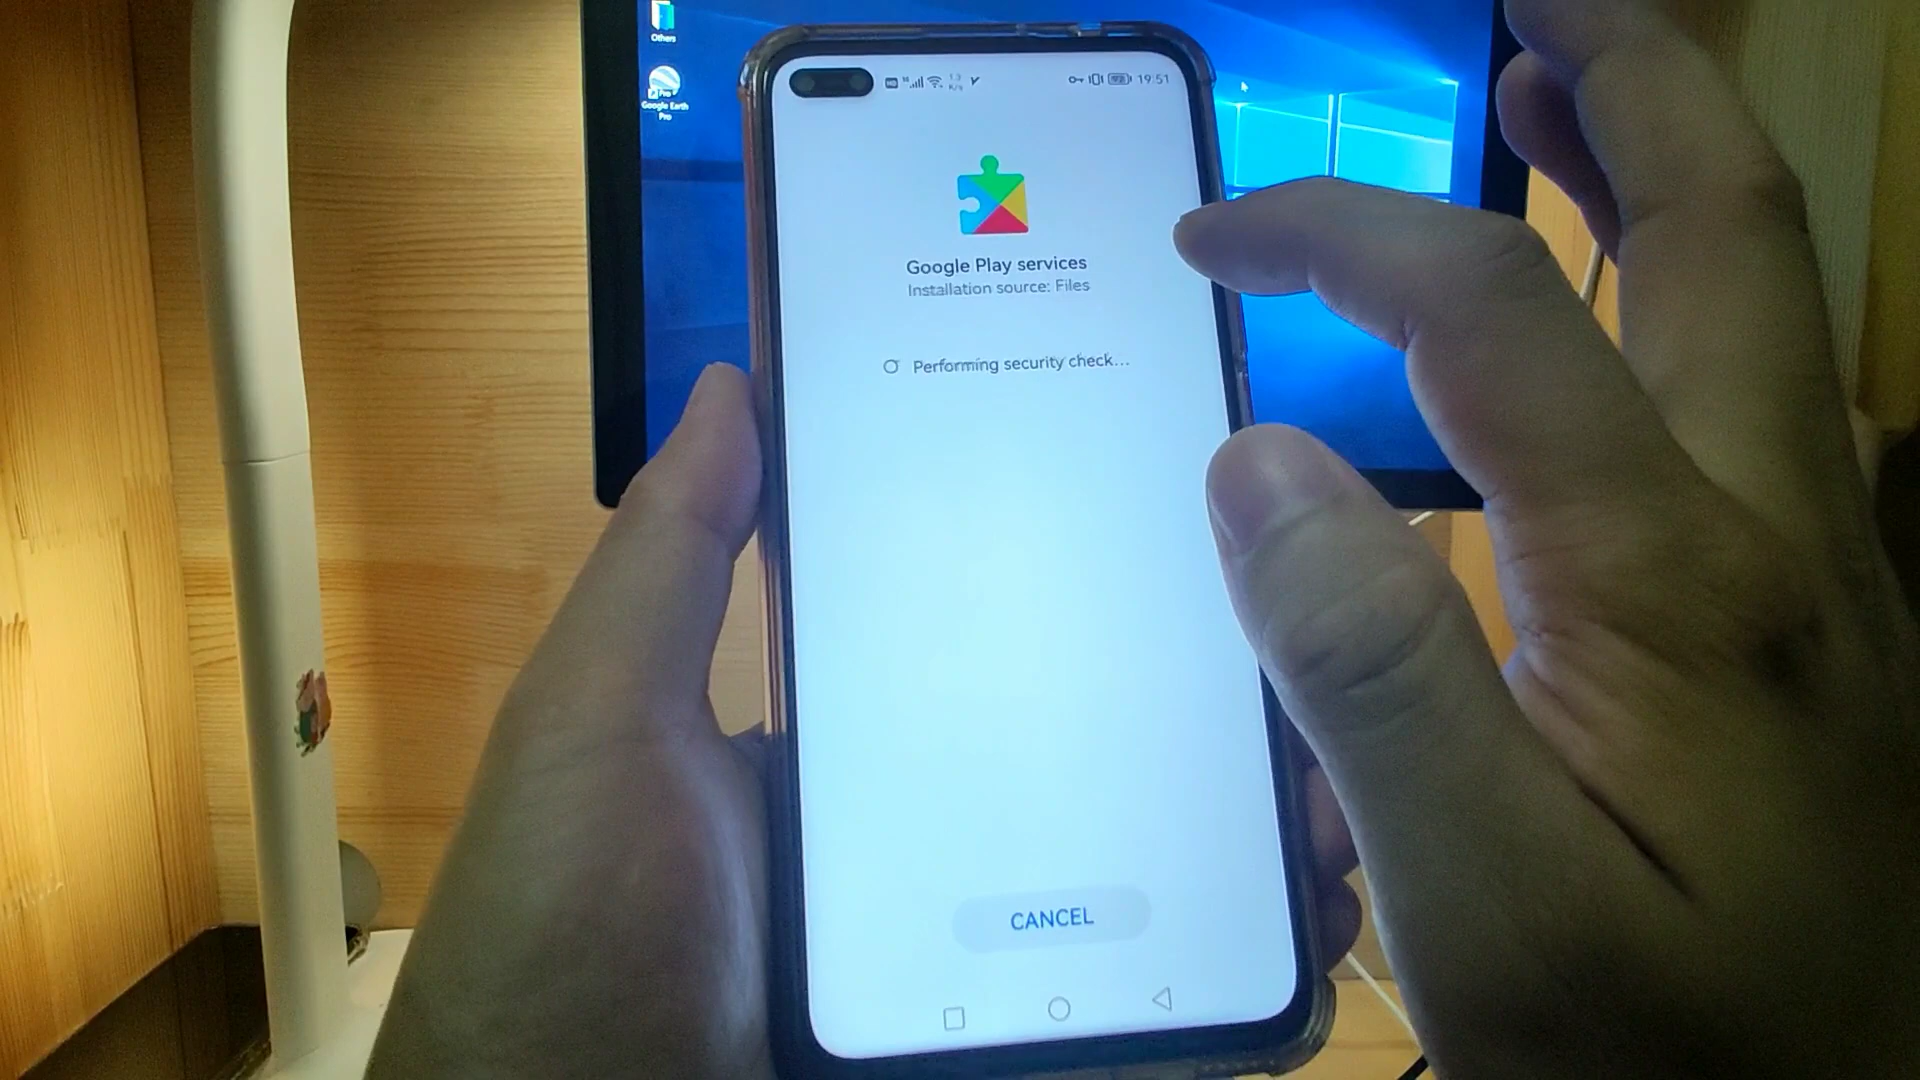 Others
Pro
Google Earth
Pro
19:51
Google Play services
Installation source: Files
Performing security check...
CANCEL